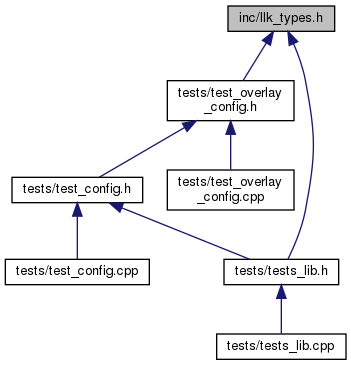 inc/llk_types.h
tests/test_overlay
_config.h
tests/test_overlay
_config.cpp
tests/test_config.h
tests/test_config.cpp
tests/tests_lib.h
tests/tests_lib.cpp